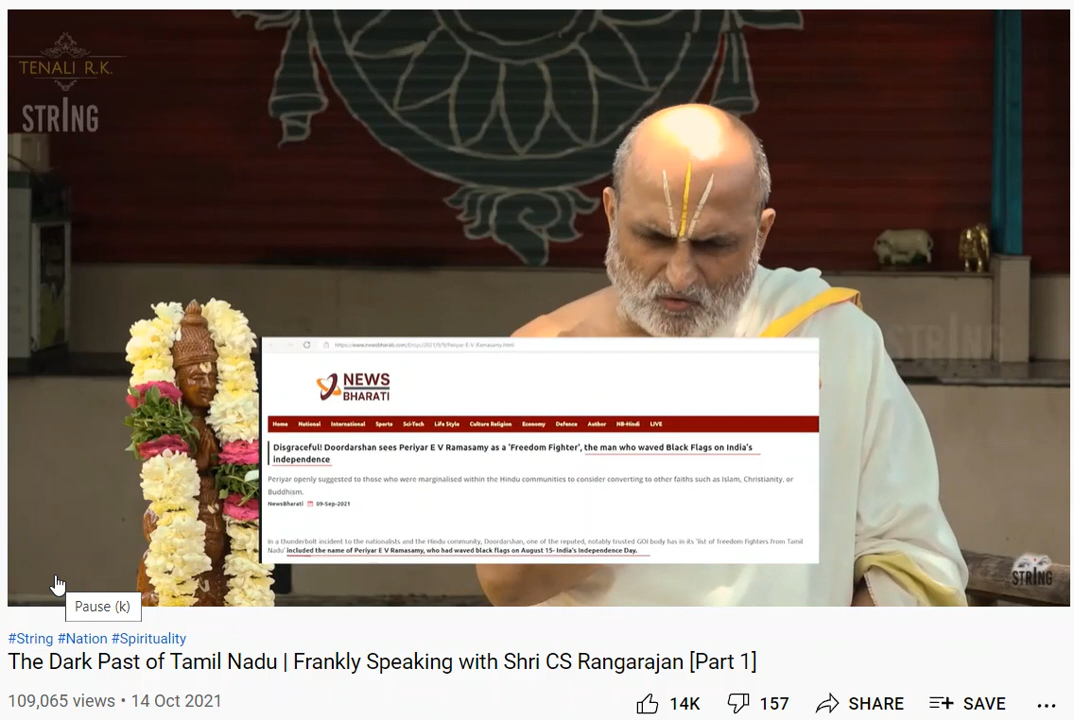 TENALI R.K.
STRING
NEWS
BHARATI
Home National International Sports Sci-Tech Life Style Culture Religion Economy Defence Author NB-Hindi LIVE
Disgraceful! Doordarshan sees Periyar E V Ramasamy as a 'Freedom Fighter', the man who waved Black Flags on India's
independence
Periyar openly suggested to those who were marginalised within the Hindu communities to consider converting to other faiths such as Islam, Christianity, or
Buddhism.
NewsBharati 09-Sep-2021
In a thunderbolt incident to the nationalists and the Hindu community, Doordarshan, one of the reputed, notably trusted GOI body has in its 'list of freedom Fighters from Tamil
Nadu' included the name of Periyar E V Ramasamy, who had waved black flags on August 15- India's Independence Day.
STRING
STRING
Pause (k)
#String #Nation #Spirituality
The Dark Past of Tamil Nadu | Frankly Speaking with Shri CS Rangarajan [Part 1]
109,065 views • 14 Oct 2021
14K 157 SHARE SAVE ...